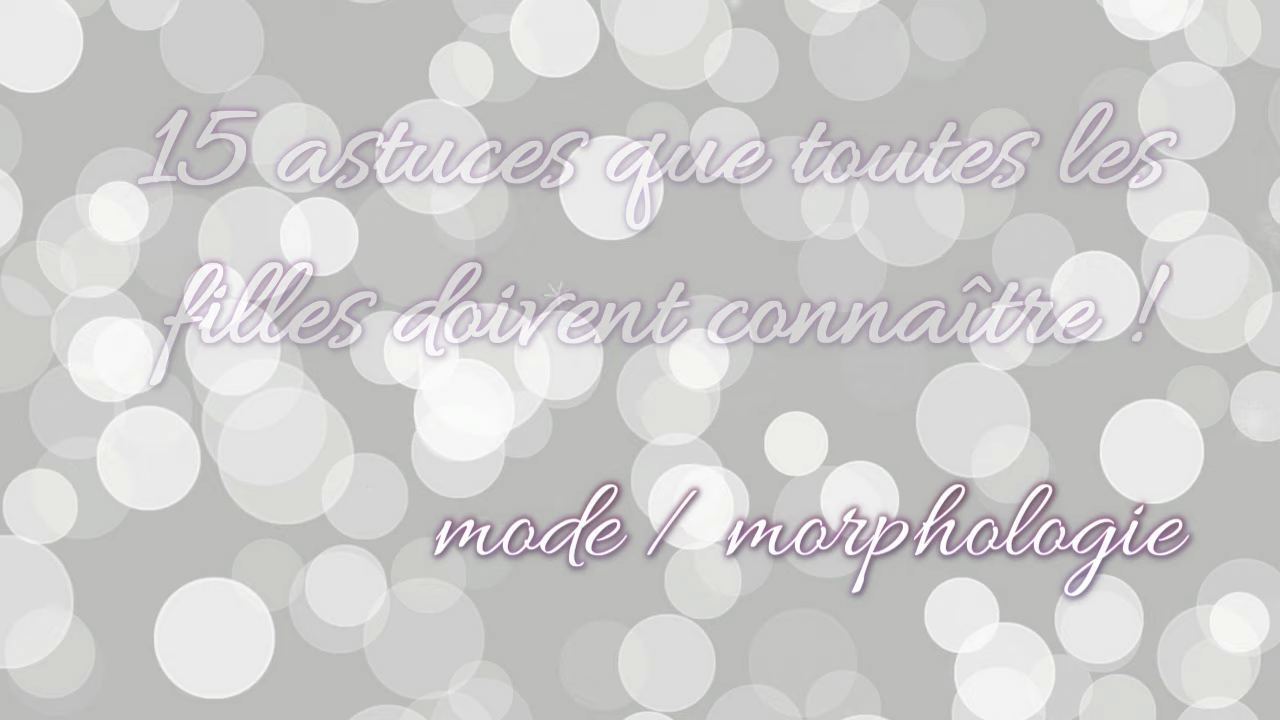 15 astuces que toutes les
filles doivent connaître !
mode / morphologie